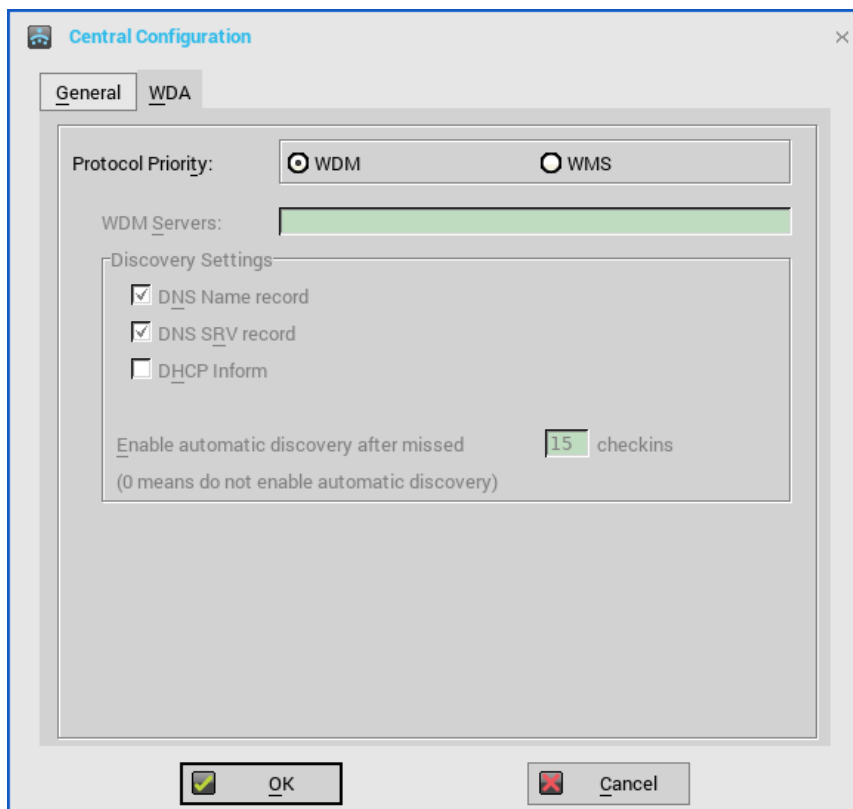 Central Configuration
General WDA
Protocol Priority: WDM WMS
WDM Servers:
Discovery Settings
DNS Name record
DNS SRV record
DHCP Inform
Enable automatic discovery after missed 15 checkins
(0 means do not enable automatic discovery)
OK Cancel